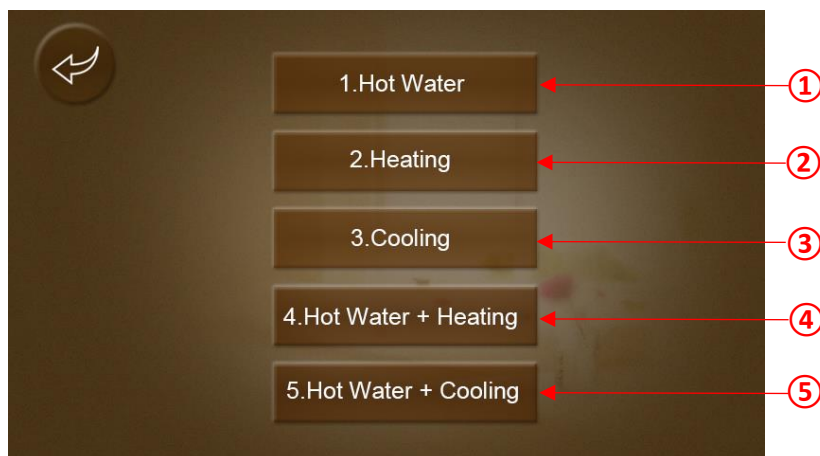 1.Hot Water
①
2.Heating
②
3.Cooling
③
4.Hot Water + Heating
④
5.Hot Water + Cooling
⑤